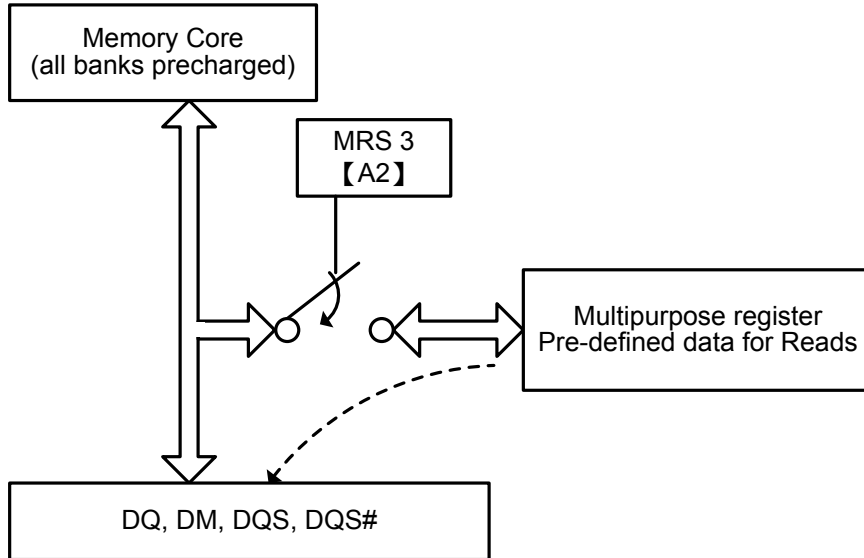 Memory Core
(all banks precharged)
MRS 3
【A2】
Multipurpose register
Pre-defined data for Reads
DQ, DM, DQS, DQS#